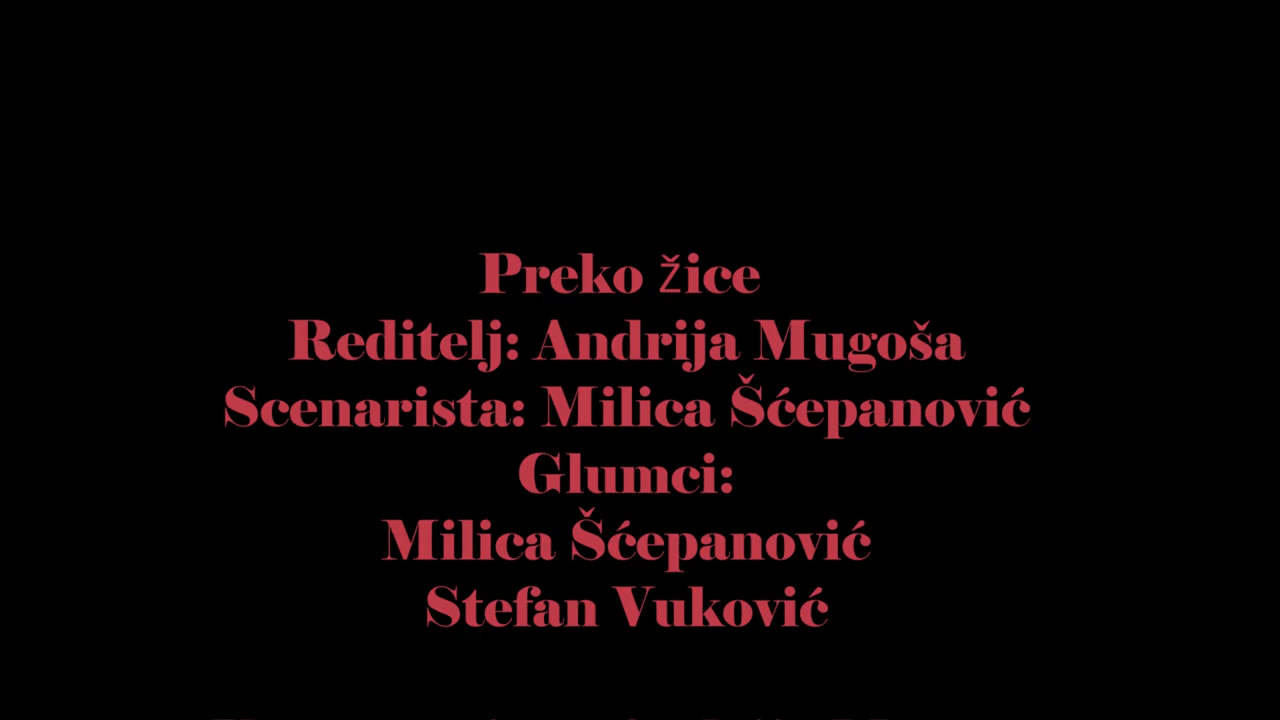 Preko žice
Reditelj: Andrija Mugoša
Scenarista: Milica Šćepanović
Glumci:
Milica Šćepanović
Stefan Vuković